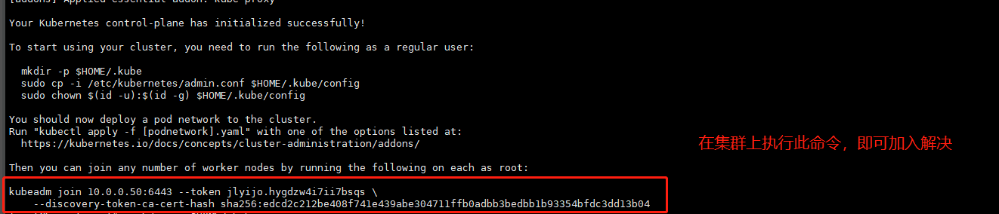 [addons] Applied essential addon: kube-proxy
Your Kubernetes control-plane has initialized successfully!
To start using your cluster, you need to run the following as a regular user:
mkdir -p $HOME/.kube
sudo cp -i /etc/kubernetes/admin.conf $HOME/.kube/config
sudo chown $(id -u):$(id -g) $HOME/.kube/config
You should now deploy a pod network to the cluster.
Run "kubectl apply -f [podnetwork].yaml" with one of the options listed at:
https://kubernetes.io/docs/concepts/cluster-administration/addons/
在集群上执行此命令，即可加入解决
Then you can join any number of worker nodes by running the following on each as root:
kubeadm join 10.0.0.50:6443 --token jlyijo.hygdzw4i7ii7bsqs \
--discovery-token-ca-cert-hash sha256:edcd2c212be408f741e439abe304711ffb0adbb3bedbb1b93354bfdc3dd13b04